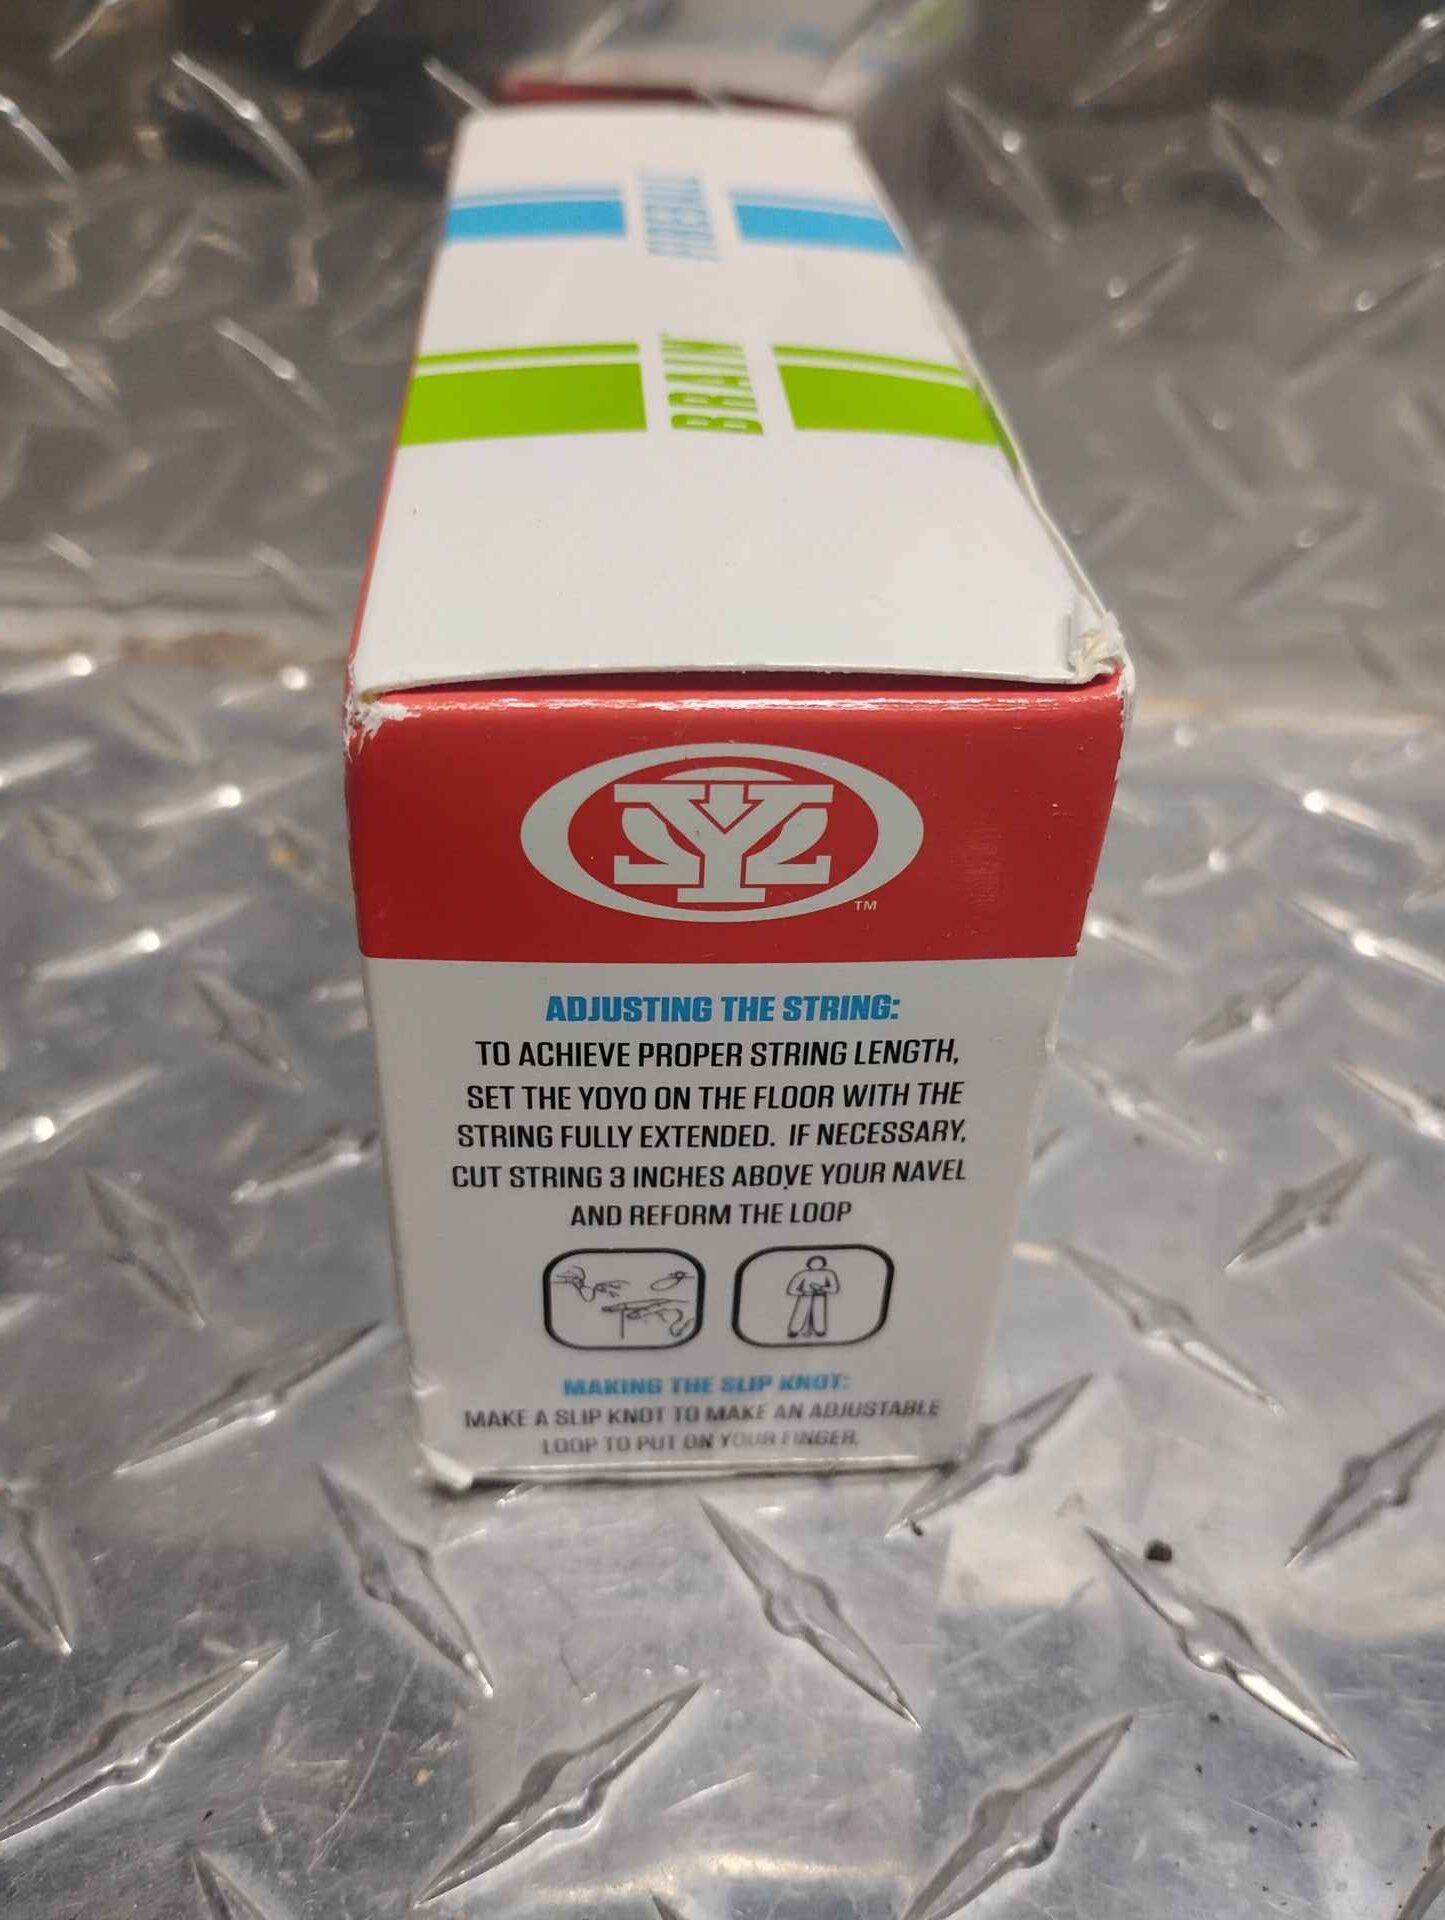 FIREBALL
BRAIN
TM
ADJUSTING THE STRING:
TO ACHIEVE PROPER STRING LENGTH,
SET THE YOYO ON THE FLOOR WITH THE
STRING FULLY EXTENDED. IF NECESSARY,
CUT STRING 3 INCHES ABOVE YOUR NAVEL
AND REFORM THE LOOP
MAKING THE SLIP KNOT:
MAKE A SLIP KNOT TO MAKE AN ADJUSTABLE
LOOP TO PUT ON YOUR FINGER.